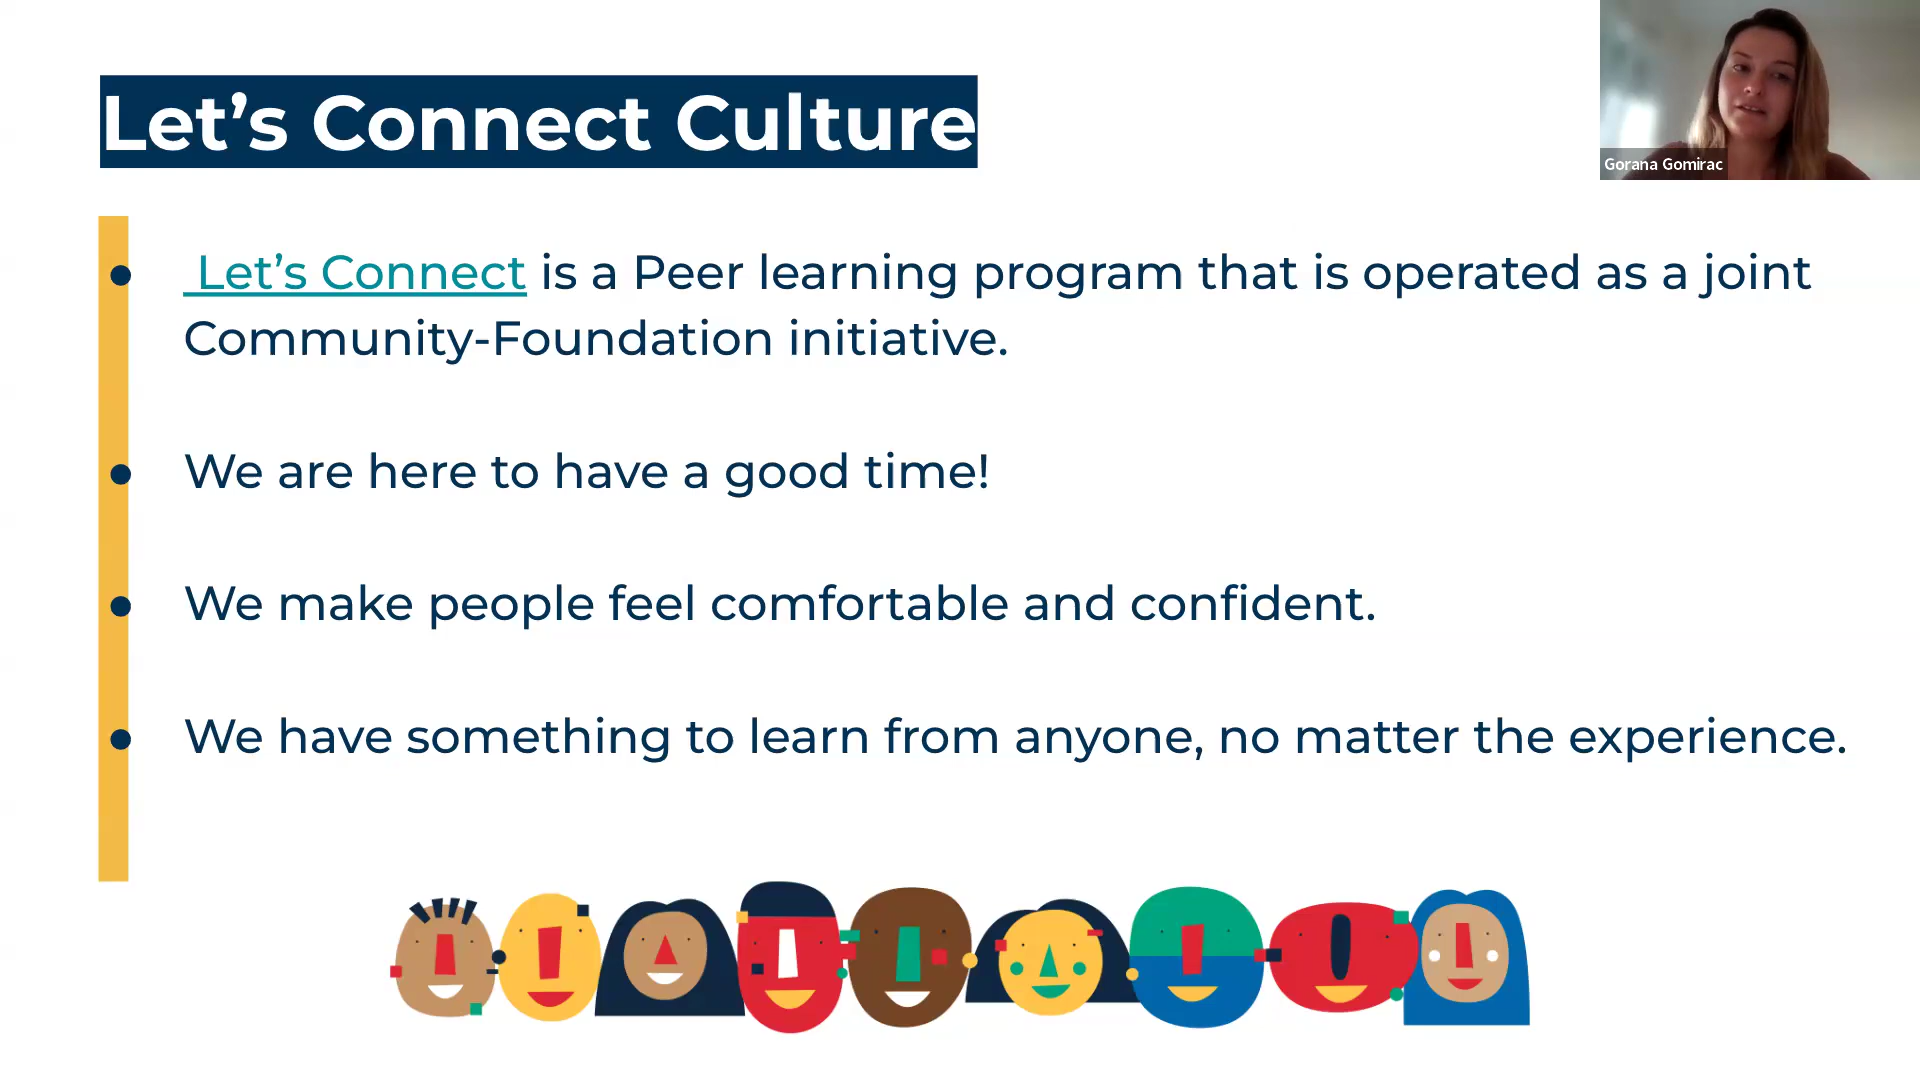 Let’s Connect Culture
Gorana Gomirac
Let’s Connect is a Peer learning program that is operated as a joint
Community-Foundation initiative.
We are here to have a good time!
We make people feel comfortable and confident.
We have something to learn from anyone, no matter the experience.